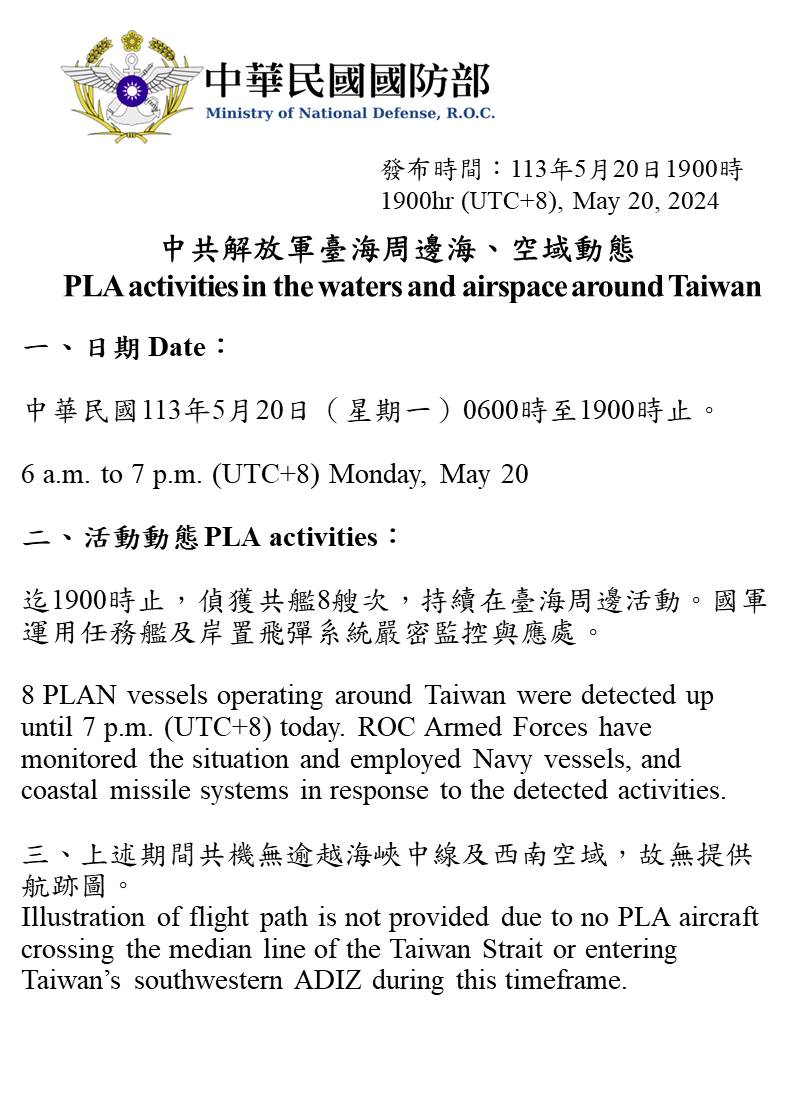 中華民國國防部
Ministry of National Defense, R.O.C.
發布時間：113年5月20日1900時
1900hr (UTC+8), May 20, 2024
中共解放軍臺海周邊海、空域動態
PLA activities in the waters and airspace around Taiwan
一、日期 Date：
中華民國113年5月20日（星期一）0600時至1900時止。
6 a.m. to 7 p.m. (UTC+8) Monday, May 20
二、活動動態 PLA activities：
迄1900時止，偵獲共艦8艘次，持續在臺海周邊活動。國軍
運用任務艦及岸置飛彈系統嚴密監控與應處。
8 PLAN vessels operating around Taiwan were detected up
until 7 p.m. (UTC+8) today. ROC Armed Forces have
monitored the situation and employed Navy vessels, and
coastal missile systems in response to the detected activities.
三、上述期間共機無逾越海峽中線及西南空域，故無提供
航跡圖。
Illustration of flight path is not provided due to no PLA aircraft
crossing the median line of the Taiwan Strait or entering
Taiwan’s southwestern ADIZ during this timeframe.